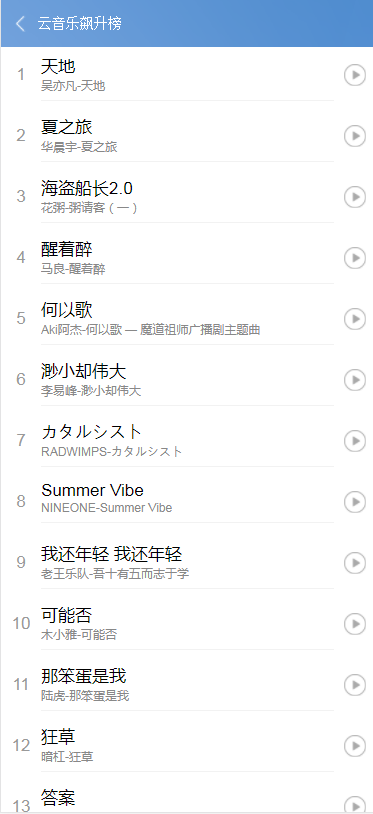 云音乐飙升榜
1
天地
吴亦凡-天地
2
夏之旅
华晨宇-夏之旅
3
海盗船长2.0
花粥-粥请客（一）
4
醒着醉
马良-醒着醉
5
何以歌
Aki阿杰-何以歌 — 魔道祖师广播剧主题曲
6
渺小却伟大
李易峰-渺小却伟大
7
カタルシスト
RADWIMPS-カタルシスト
8
Summer Vibe
NINEONE-Summer Vibe
9
我还年轻 我还年轻
老王乐队-吾十有五而志于学
10
可能否
木小雅-可能否
11
那笨蛋是我
陆虎-那笨蛋是我
12
狂草
暗杠-狂草
13
答案